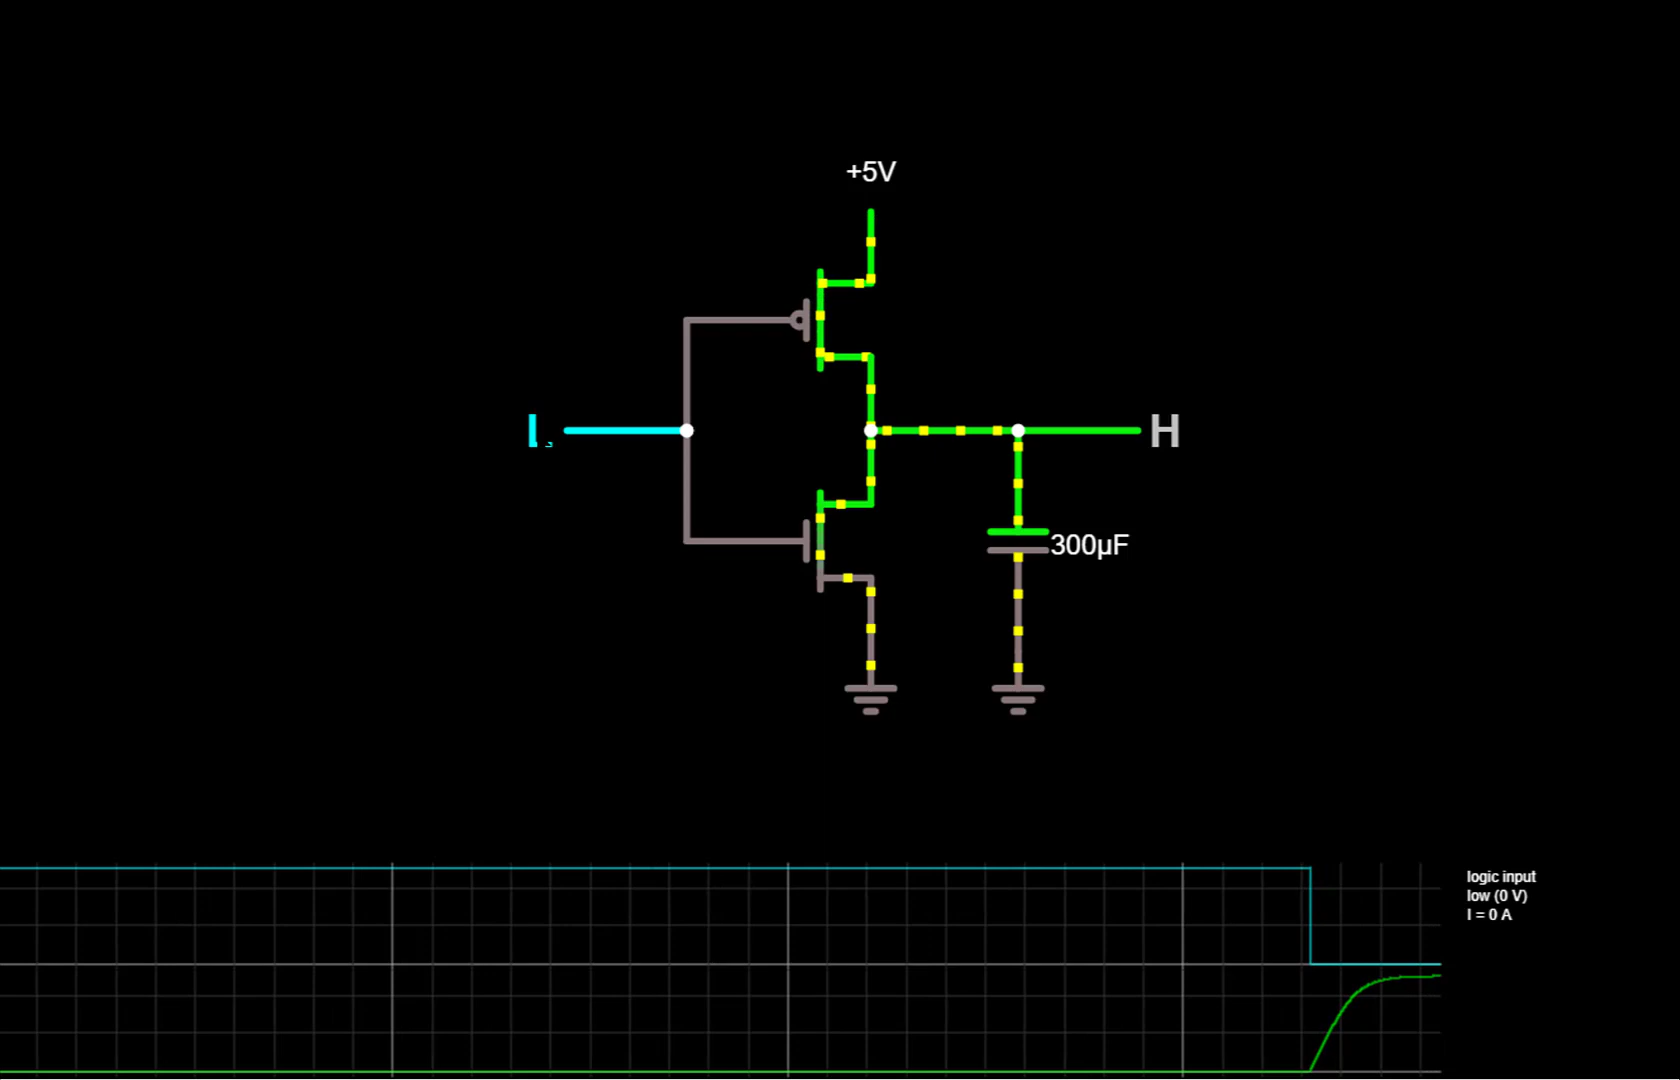 +5V
L
H
300µF
logic input
low (0 V)
I = 0 A